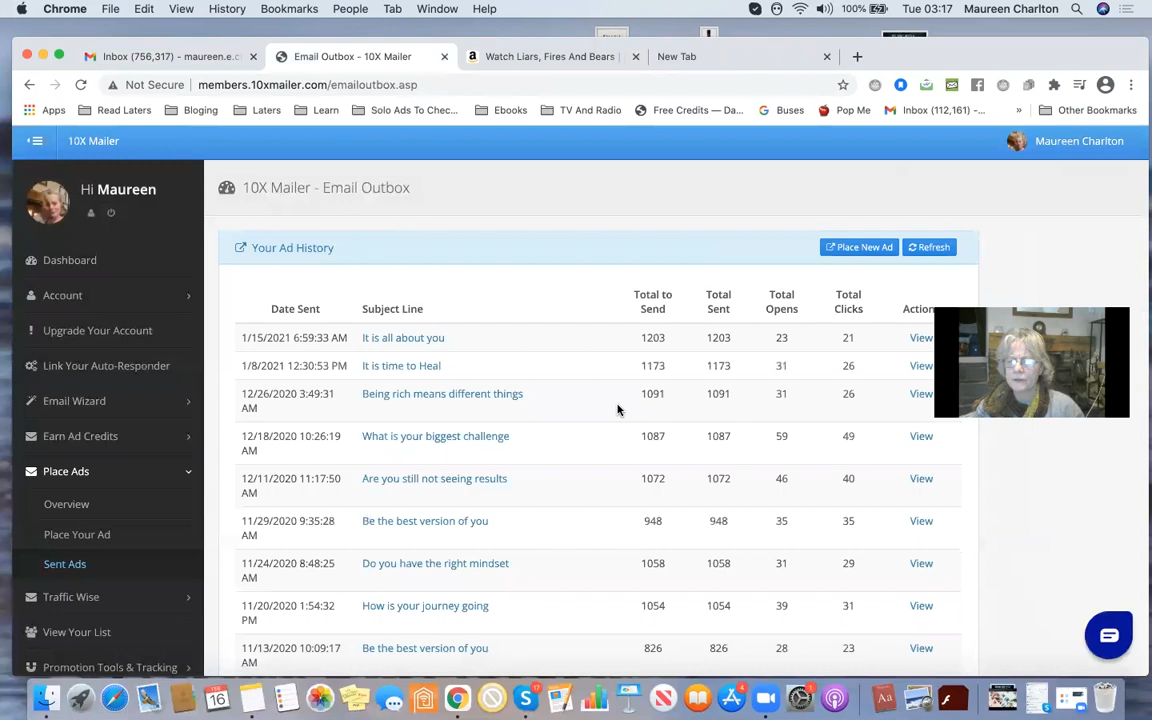 Chrome File Edit View History Bookmarks People Tab Window Help 100% Tue 03:17 Maureen Charlton
Inbox (756,317) - maureen.e.c Email Outbox - 10X Mailer Watch Liars, Fires And Bears | New Tab
Not Secure | members.10xmailer.com/emailoutbox.asp
Apps Read Laters Bloging Laters Learn Solo Ads To Chec... Ebooks TV And Radio Free Credits — Da... Buses Pop Me Inbox (112,161) -... » Other Bookmarks
10X Mailer Maureen Charlton
Hi Maureen
10X Mailer - Email Outbox
Your Ad History Place New Ad Refresh
Dashboard
Account
Upgrade Your Account
Link Your Auto-Responder
Email Wizard
Earn Ad Credits
Place Ads
Overview
Place Your Ad
Sent Ads
Traffic Wise
View Your List
Promotion Tools & Tracking
Date Sent Subject Line Total to Send Total Sent Total Opens Total Clicks Action
1/15/2021 6:59:33 AM It is all about you 1203 1203 23 21 View
1/8/2021 12:30:53 PM It is time to Heal 1173 1173 31 26 View
12/26/2020 3:49:31 AM Being rich means different things 1091 1091 31 26 View
12/18/2020 10:26:19 AM What is your biggest challenge 1087 1087 59 49 View
12/11/2020 11:17:50 AM Are you still not seeing results 1072 1072 46 40 View
11/29/2020 9:35:28 AM Be the best version of you 948 948 35 35 View
11/24/2020 8:48:25 AM Do you have the right mindset 1058 1058 31 29 View
11/20/2020 1:54:32 PM How is your journey going 1054 1054 39 31 View
11/13/2020 10:09:17 AM Be the best version of you 826 826 28 23 View
FEB 16
17
4
1